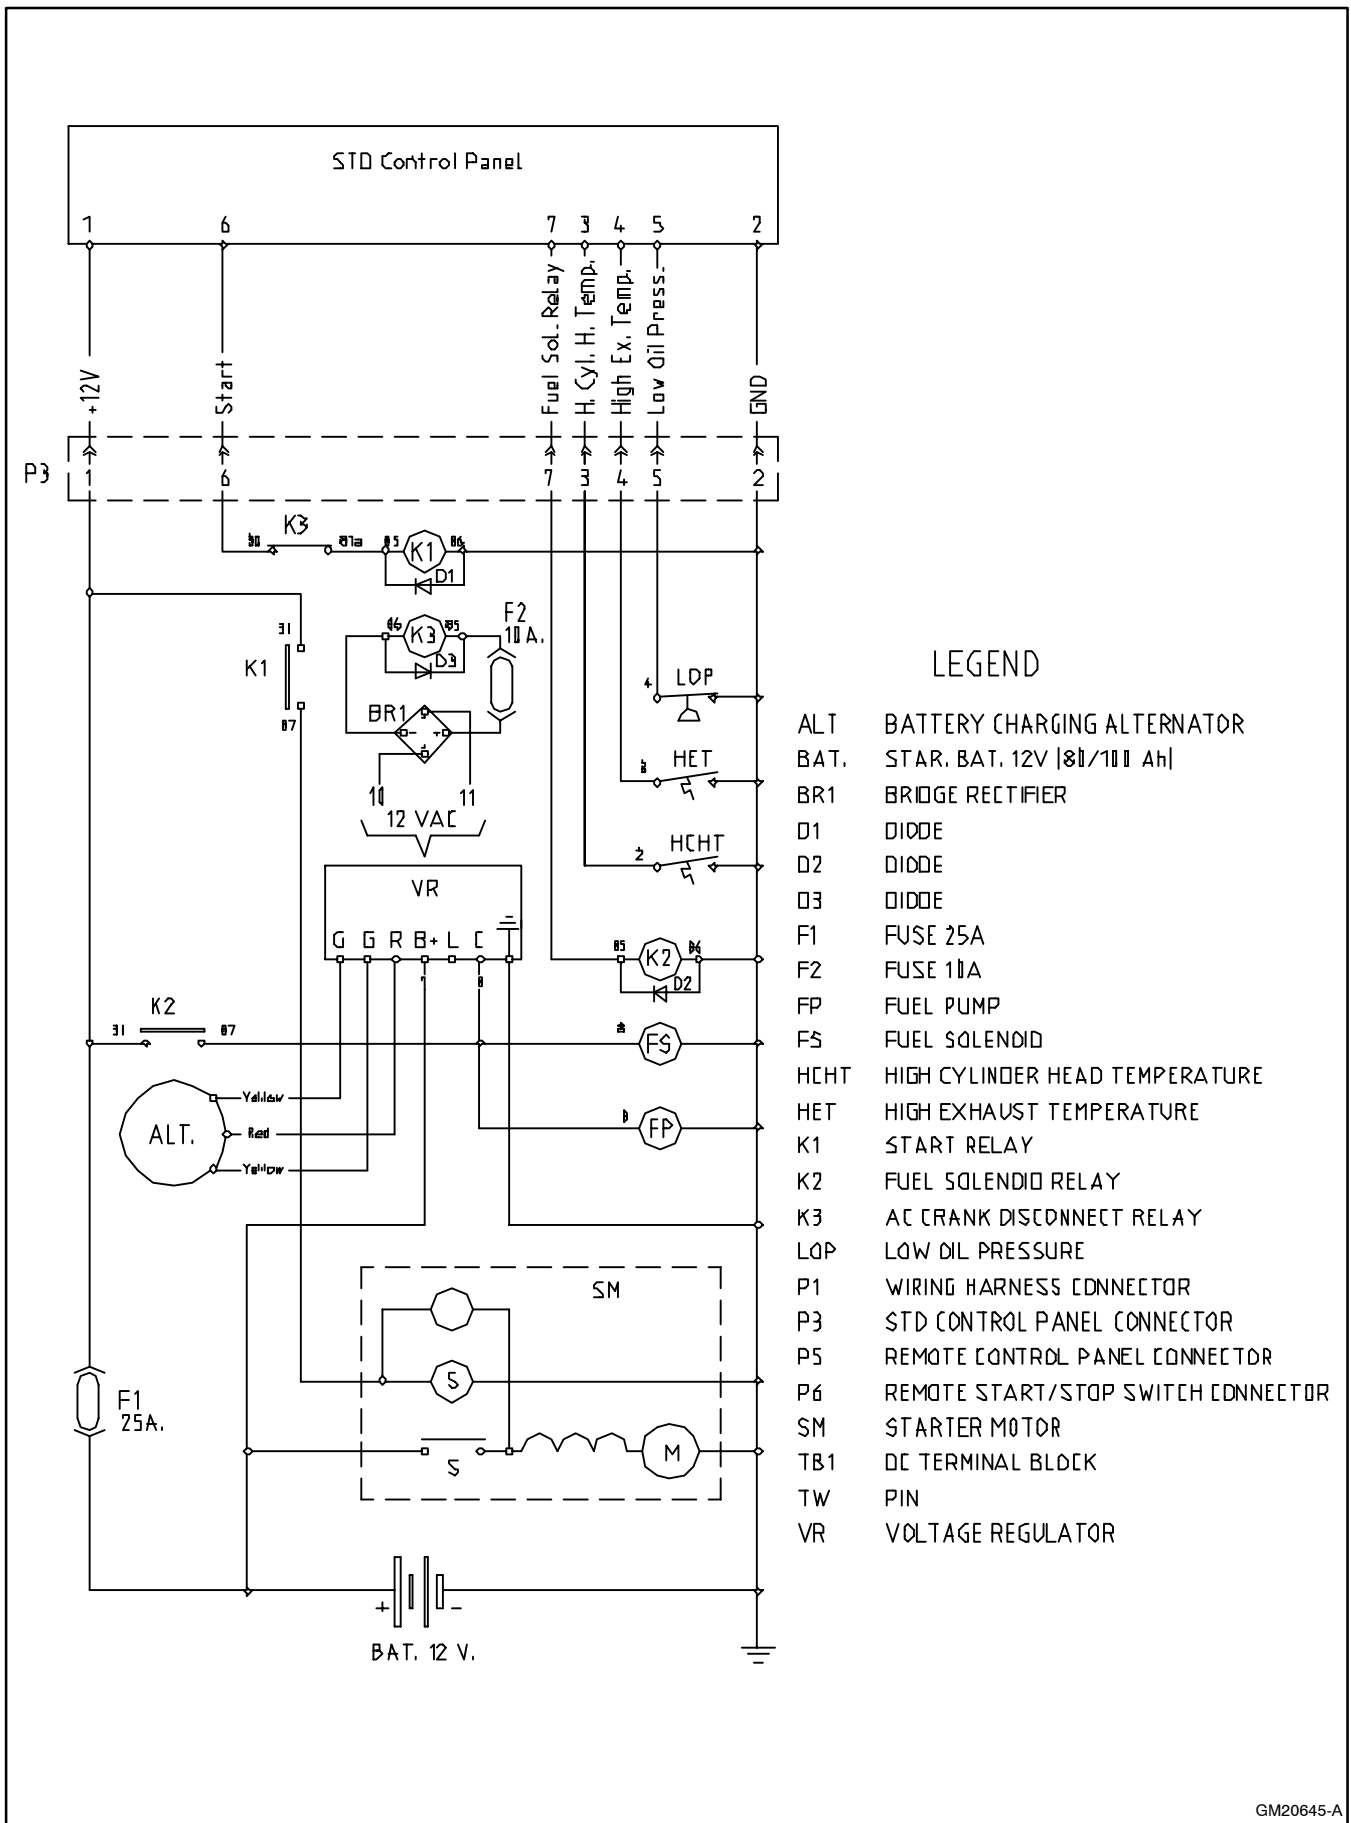 STD Control Panel
1 6 7 3 4 5 2
+12V
Start
Fuel Sol. Relay
H. Cyl. H. Temp.
High Ex. Temp.
Low Oil Press.
GND
P3
1 6 7 3 4 5 2
K3
87a 85 K1 86
D1
F2
10A.
86 K3 85
D3
K1
87
BR1
- +
10 11
12 VAC
4 LOP
HET
2 HCHT
VR
G G R B+ L C
85 K2 86
D2
K2
87
FS
ALT.
Yellow
Red
Yellow
FP
SM
S
S
M
F1
25A.
+ -
BAT. 12 V.
LEGEND
ALT BATTERY CHARGING ALTERNATOR
BAT. STAR. BAT. 12V |80/100 Ah|
BR1 BRIDGE RECTIFIER
D1 DIODE
D2 DIODE
D3 DIODE
F1 FUSE 25A
F2 FUSE 10A
FP FUEL PUMP
FS FUEL SOLENOID
HCHT HIGH CYLINDER HEAD TEMPERATURE
HET HIGH EXHAUST TEMPERATURE
K1 START RELAY
K2 FUEL SOLENDIO RELAY
K3 AC CRANK DISCONNECT RELAY
LOP LOW OIL PRESSURE
P1 WIRING HARNESS CONNECTOR
P3 STD CONTROL PANEL CONNECTOR
P5 REMOTE CONTROL PANEL CONNECTOR
P6 REMOTE START/STOP SWITCH CONNECTOR
SM STARTER MOTOR
TB1 DC TERMINAL BLOCK
TW PIN
VR VOLTAGE REGULATOR
GM20645-A